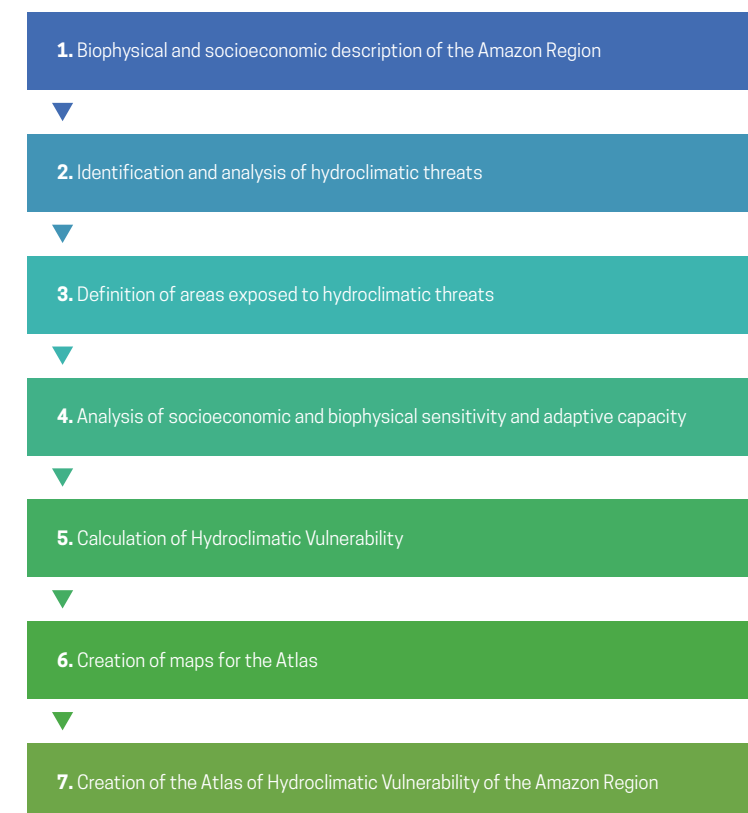 1. Biophysical and socioeconomic description of the Amazon Region
2. Identification and analysis of hydroclimatic threats
3. Definition of areas exposed to hydroclimatic threats
4. Analysis of socioeconomic and biophysical sensitivity and adaptive capacity
5. Calculation of Hydroclimatic Vulnerability
6. Creation of maps for the Atlas
7. Creation of the Atlas of Hydroclimatic Vulnerability of the Amazon Region